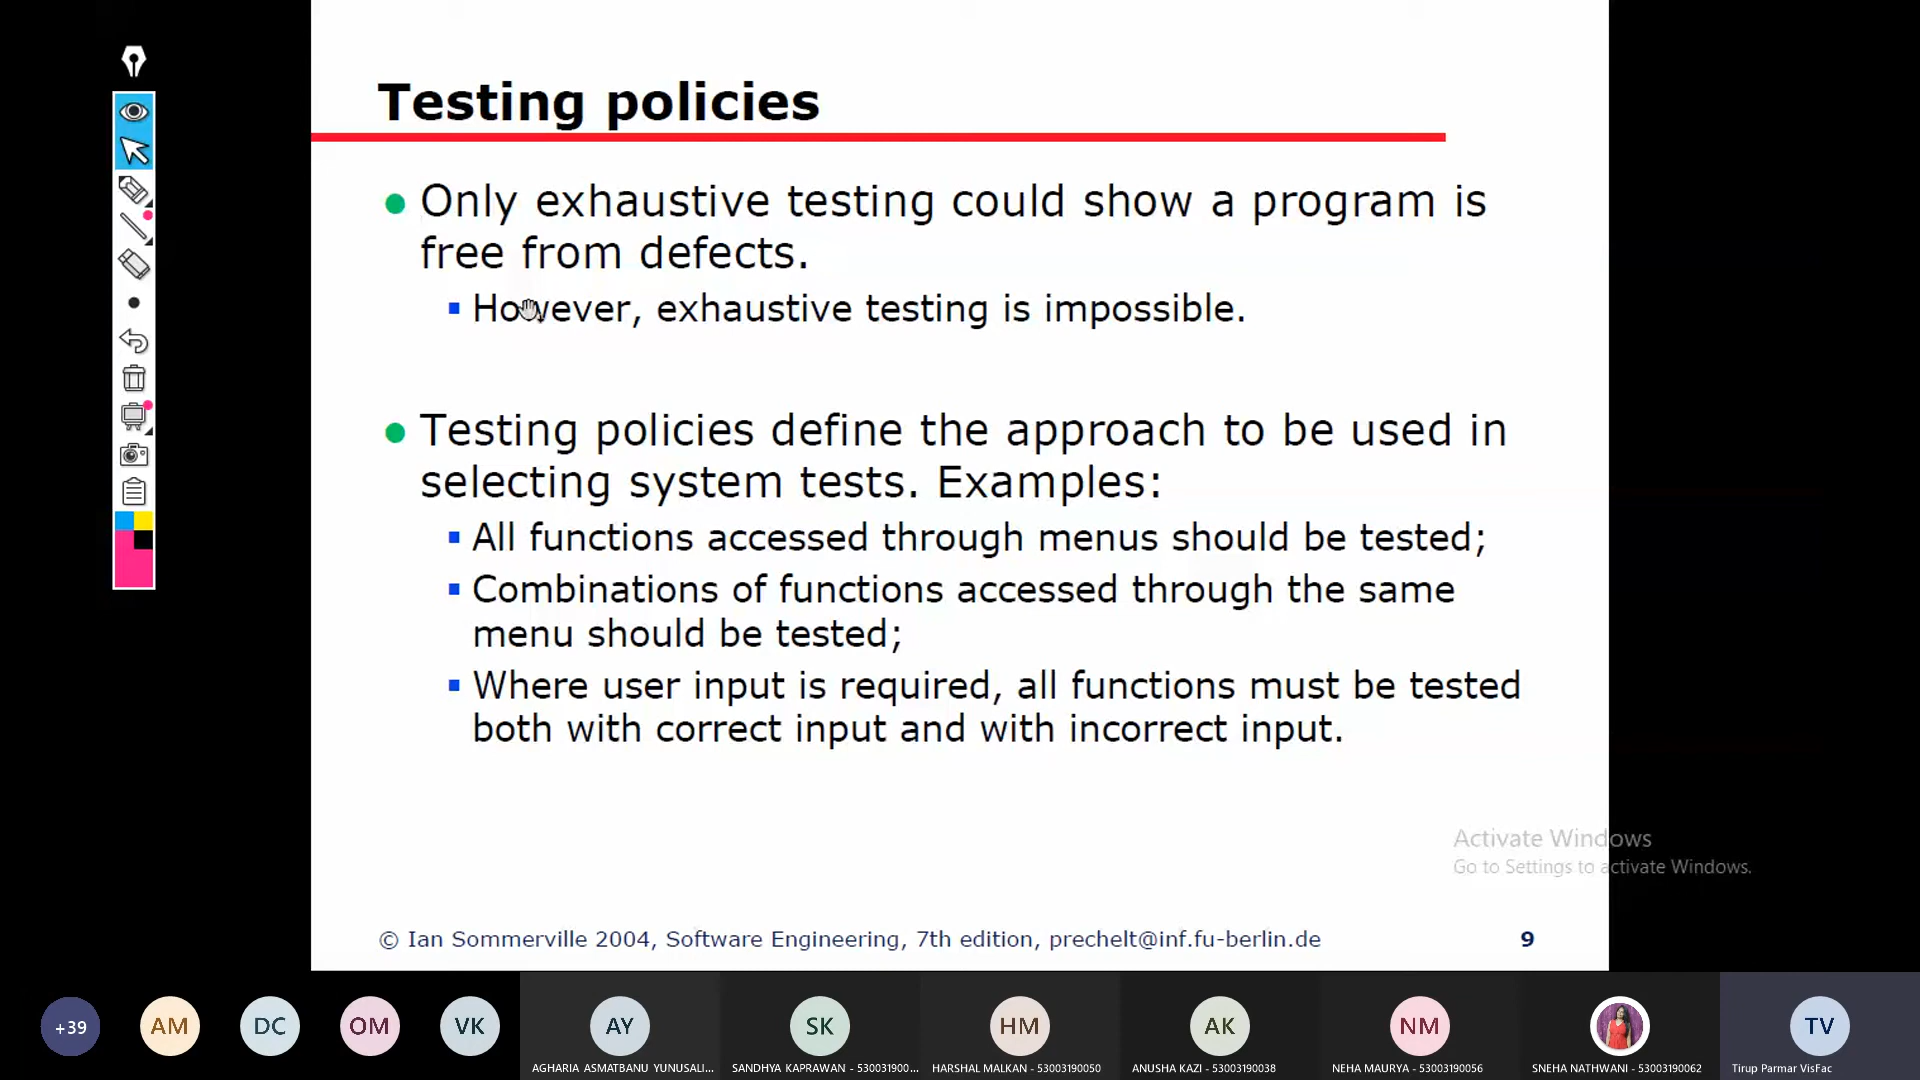 Testing policies
Only exhaustive testing could show a program is
free from defects.
However, exhaustive testing is impossible.
Testing policies define the approach to be used in
selecting system tests. Examples:
All functions accessed through menus should be tested;
Combinations of functions accessed through the same
menu should be tested;
Where user input is required, all functions must be tested
both with correct input and with incorrect input.
Activate Windows
Go to Settings to activate Windows.
© Ian Sommerville 2004, Software Engineering, 7th edition, prechelt@inf.fu-berlin.de 9
+39 AM DC OM VK AY SK HM AK NM TV
AGHARIA ASMATBANU YUNUSALI... SANDHYA KAPRAWAN - 530031900... HARSHAL MALKAN - 53003190050 ANUSHA KAZI - 53003190038 NEHA MAURYA - 53003190056 SNEHA NATHWANI - 53003190062 Tirup Parmar VisFac